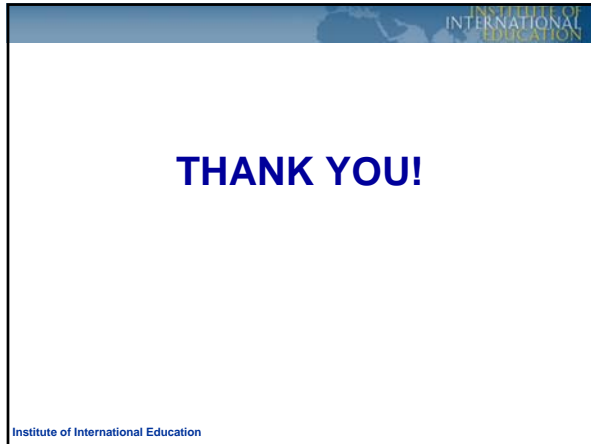 INSTITUTE OF
INTERNATIONAL
EDUCATION
THANK YOU!
Institute of International Education